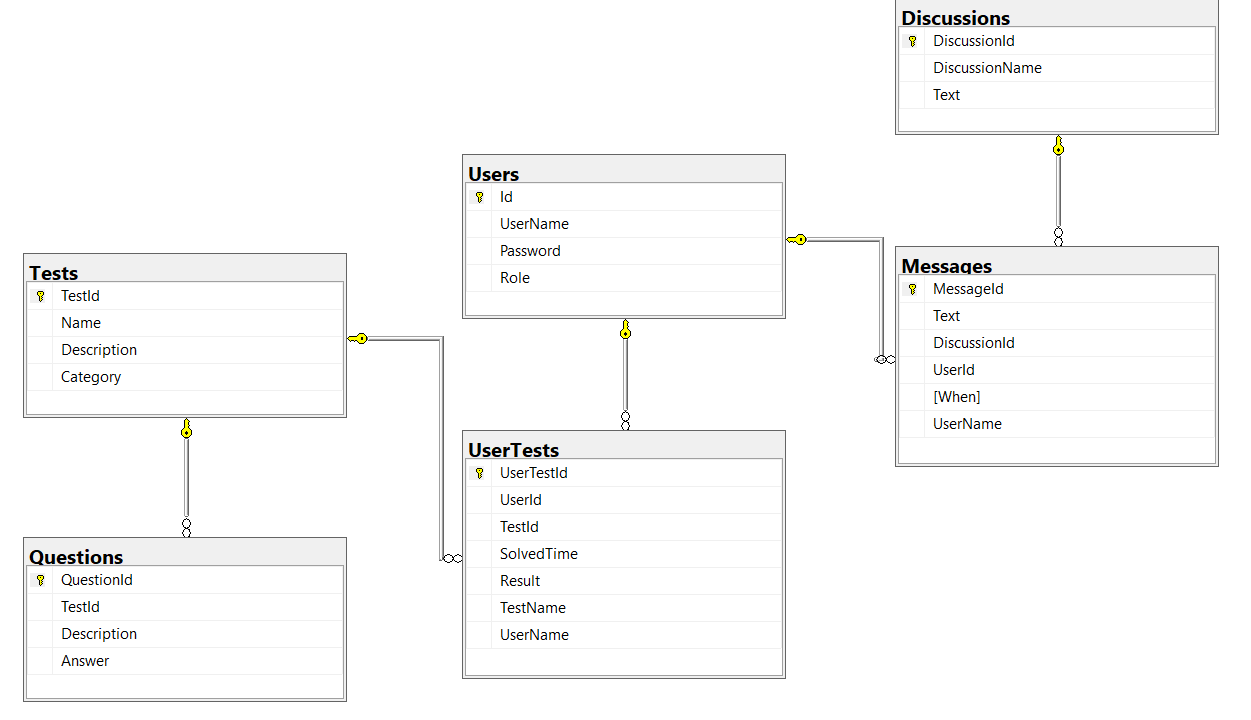 Discussions
DiscussionId
DiscussionName
Text
Users
Id
UserName
Password
Role
Tests
TestId
Name
Description
Category
Messages
MessageId
Text
DiscussionId
UserId
[When]
UserName
UserTests
UserTestId
UserId
TestId
SolvedTime
Result
TestName
UserName
Questions
QuestionId
TestId
Description
Answer